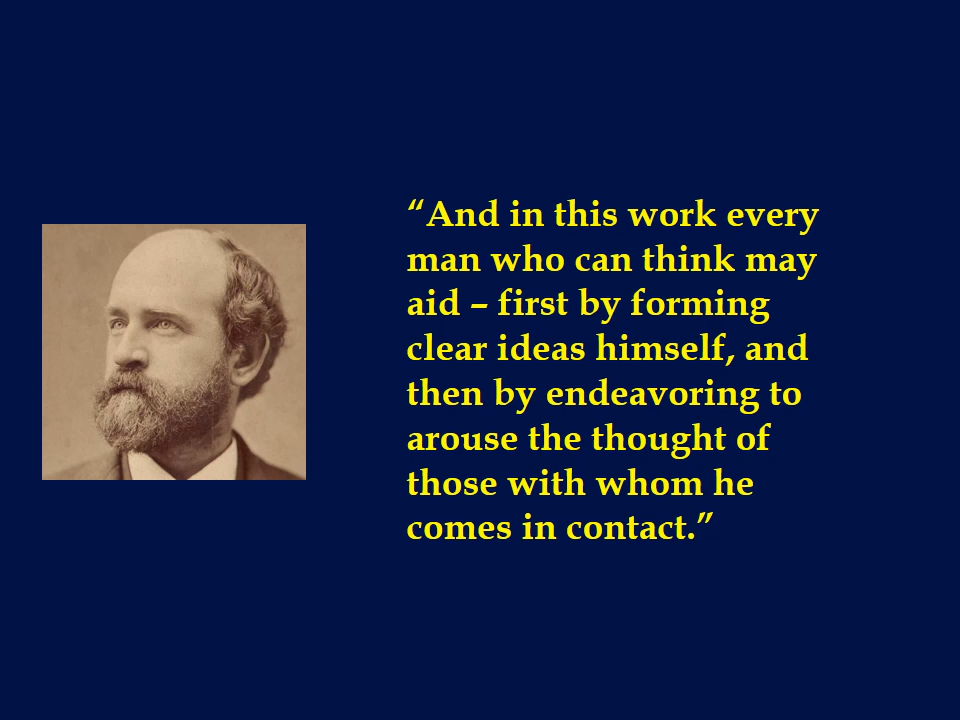 “And in this work every
man who can think may
aid – first by forming
clear ideas himself, and
then by endeavoring to
arouse the thought of
those with whom he
comes in contact.”